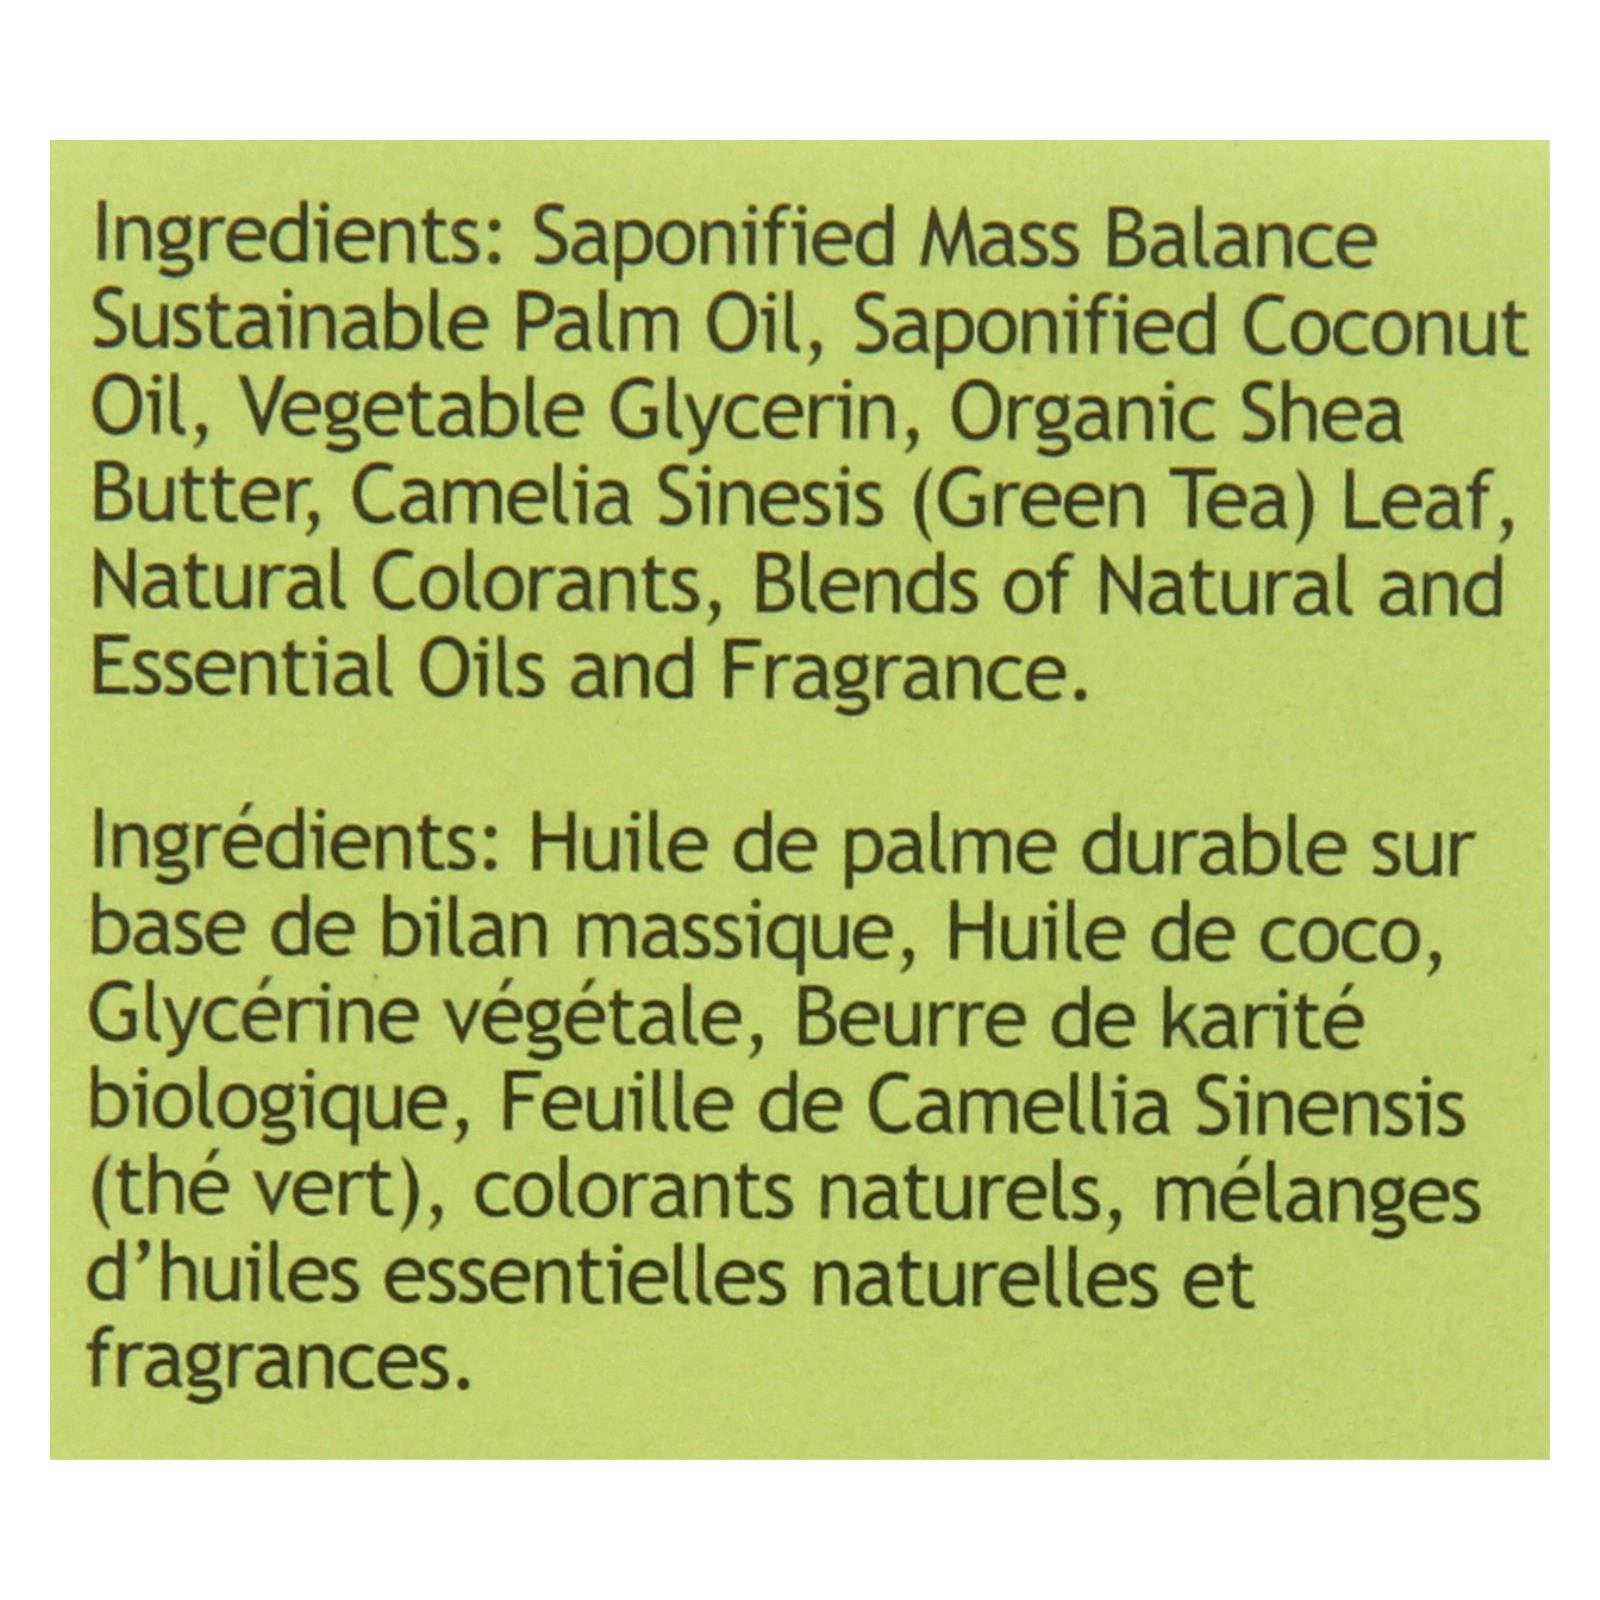 Ingredients: Saponified Mass Balance
Sustainable Palm Oil, Saponified Coconut
Oil, Vegetable Glycerin, Organic Shea
Butter, Camelia Sinesis (Green Tea) Leaf,
Natural Colorants, Blends of Natural and
Essential Oils and Fragrance.
Ingrédients: Huile de palme durable sur
base de bilan massique, Huile de coco,
Glycérine végétale, Beurre de karité
biologique, Feuille de Camellia Sinensis
(thé vert), colorants naturels, mélanges
d’huiles essentielles naturelles et
fragrances.